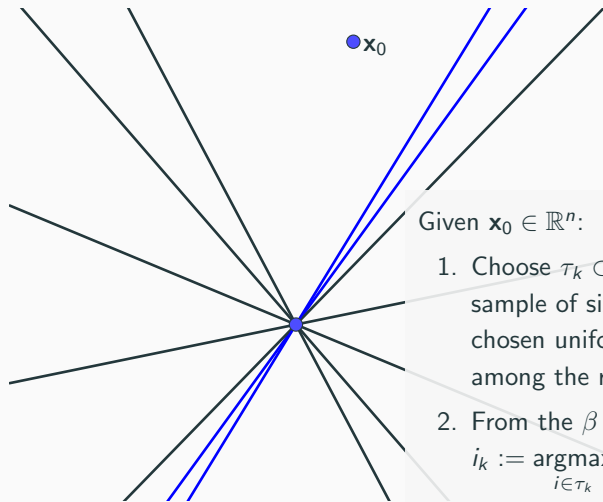 x₀
Given x₀ ∈ ℝⁿ:
1. Choose τₖ ⊂
sample of si
chosen unifo
among the r
2. From the β
iₖ := argmax
i∈τₖ